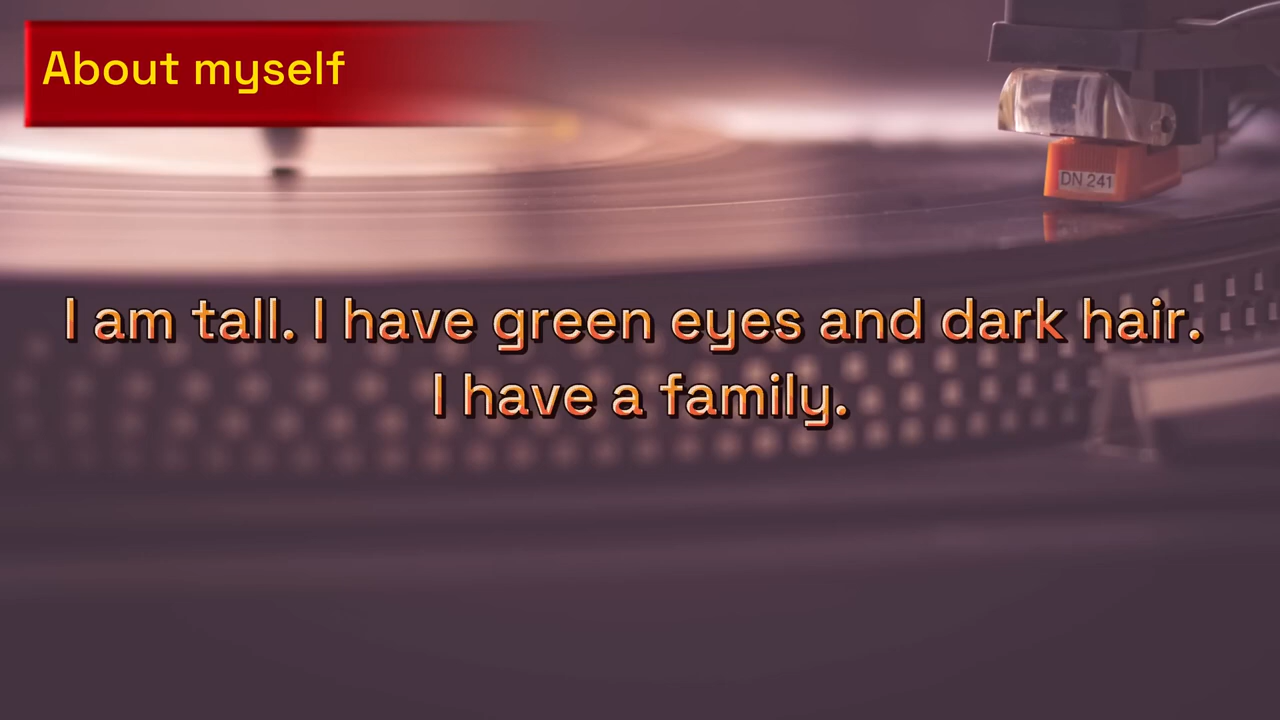 About myself
DN 241
I am tall. I have green eyes and dark hair.
I have a family.